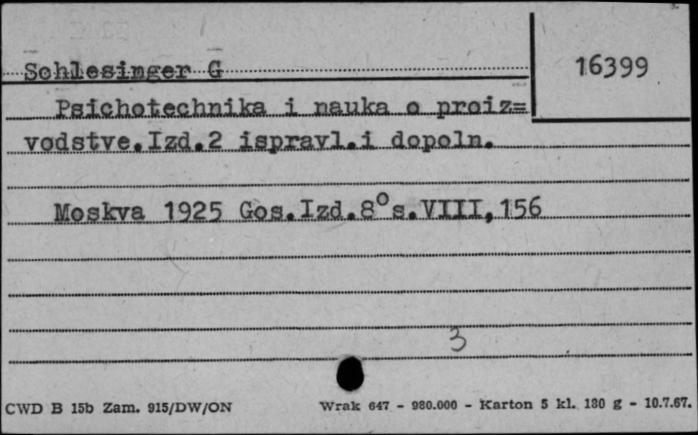 Schlesinger G
16399
Psichotechnika i nauka o proiz=
vodstve.Izd.2 ispravl.i dopoln.
Moskva 1925 Gos.Izd.8° s.VIII,156
3
CWD B 15b Zam. 915/DW/ON
Wrak 647 - 980.000 - Karton 5 kl. 180 g - 10.7.67.